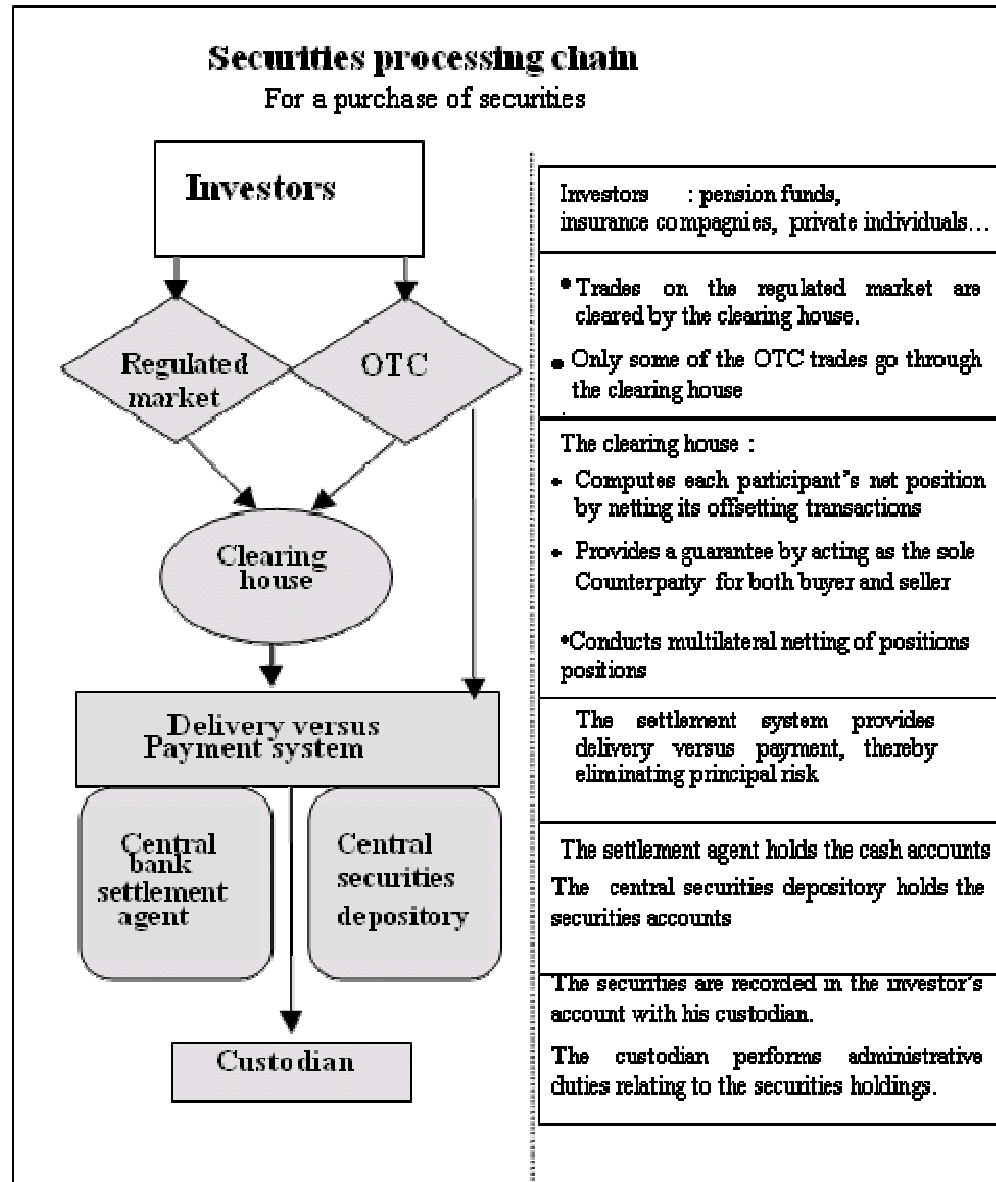 Securities processing chain
For a purchase of securities
Investors
Regulated
market
OTC
Clearing
house
Delivery versus
Payment system
Central
bank
settlement
agent
Central
securities
depository
Custodian
Investors : pension funds,
insurance compagnies, private individuals...
• Trades on the regulated market are
cleared by the clearing house.
• Only some of the OTC trades go through
the clearing house
.
The clearing house :
• Computes each participant"s net position
by netting its offsetting transactions
• Provides a guarantee by acting as the sole
Counterparty for both buyer and seller
•Conducts multilateral netting of positions
positions
The settlement system provides
delivery versus payment, thereby
eliminating principal risk
The settlement agent holds the cash accounts
The central securities depository holds the
securities accounts
The securities are recorded in the investor's
account with his custodian.
The custodian performs administrative
duties relating to the securities holdings.